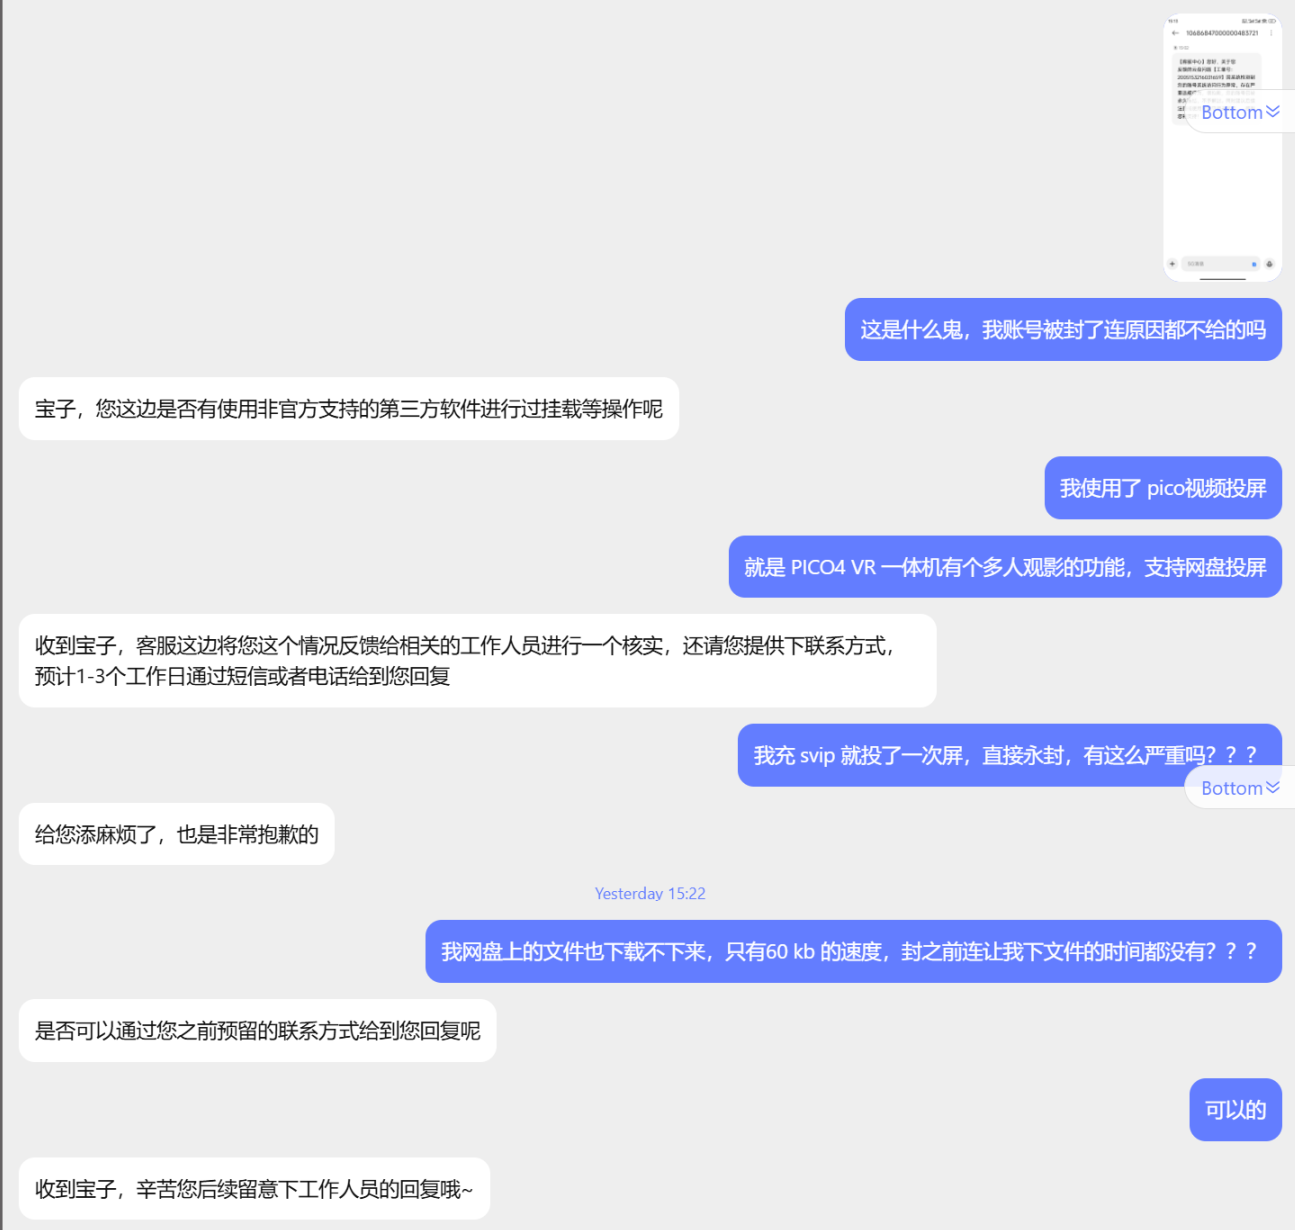 10686847000000483721
Bottom
这是什么鬼，我账号被封了连原因都不给的吗
宝子，您这边是否有使用非官方支持的第三方软件进行过挂载等操作呢
我使用了 pico视频投屏
就是 PICO4 VR 一体机有个多人观影的功能，支持网盘投屏
收到宝子，客服这边将您这个情况反馈给相关的工作人员进行一个核实，还请您提供下联系方式，
预计1-3个工作日通过短信或者电话给到您回复
我充 svip 就投了一次屏，直接永封，有这么严重吗？？？
Bottom
给您添麻烦了，也是非常抱歉的
Yesterday 15:22
我网盘上的文件也下载不下来，只有60 kb 的速度，封之前连让我下文件的时间都没有？？？
是否可以通过您之前预留的联系方式给到您回复呢
可以的
收到宝子，辛苦您后续留意下工作人员的回复哦~